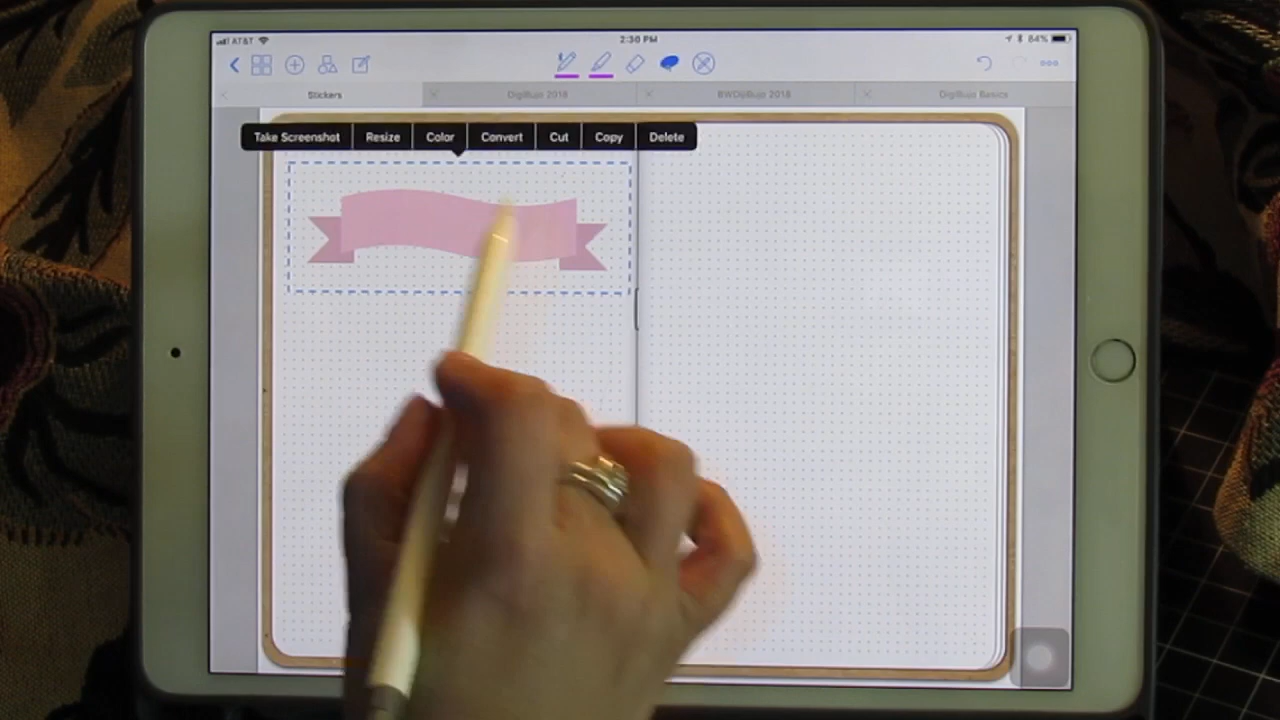 AT&T 2:30 PM 84%
Stickers DigiBujo 2018 BWDijiBujo 2018 DigiBujo Basics
Take Screenshot Resize Color Convert Cut Copy Delete